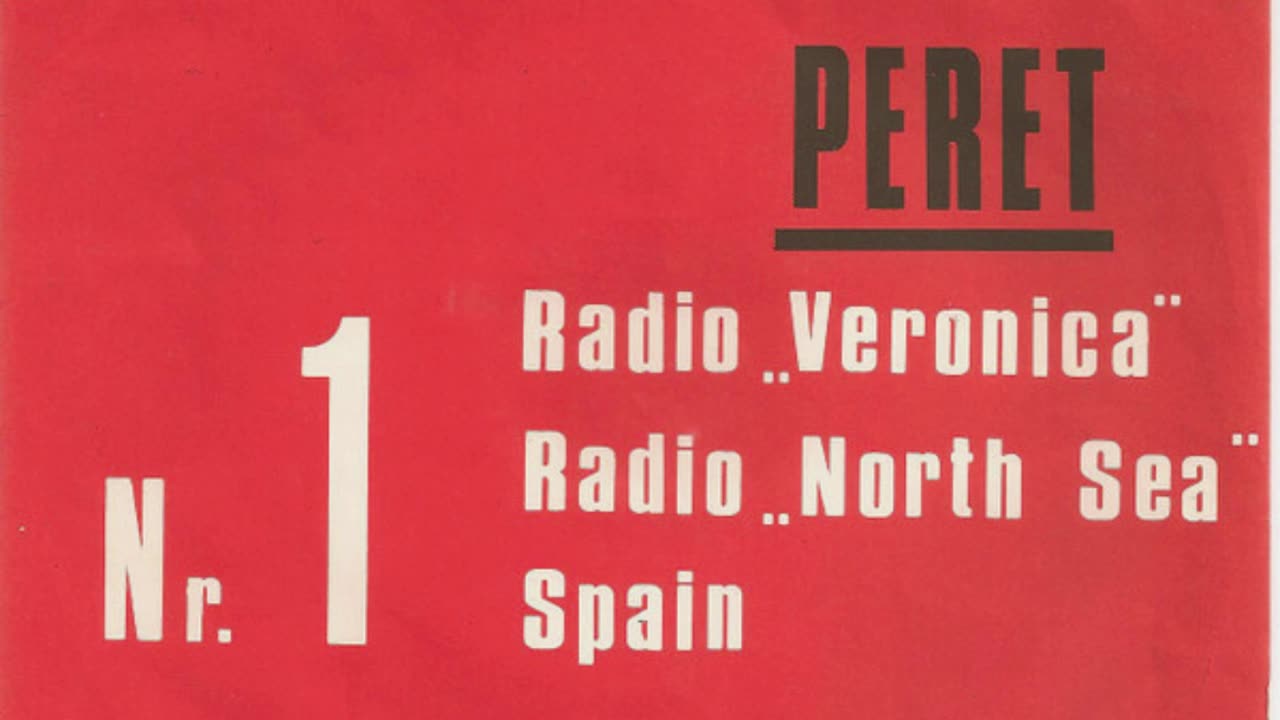 PERET
Radio „Veronica¨
Radio „North Sea¨
Spain
Nr. 1